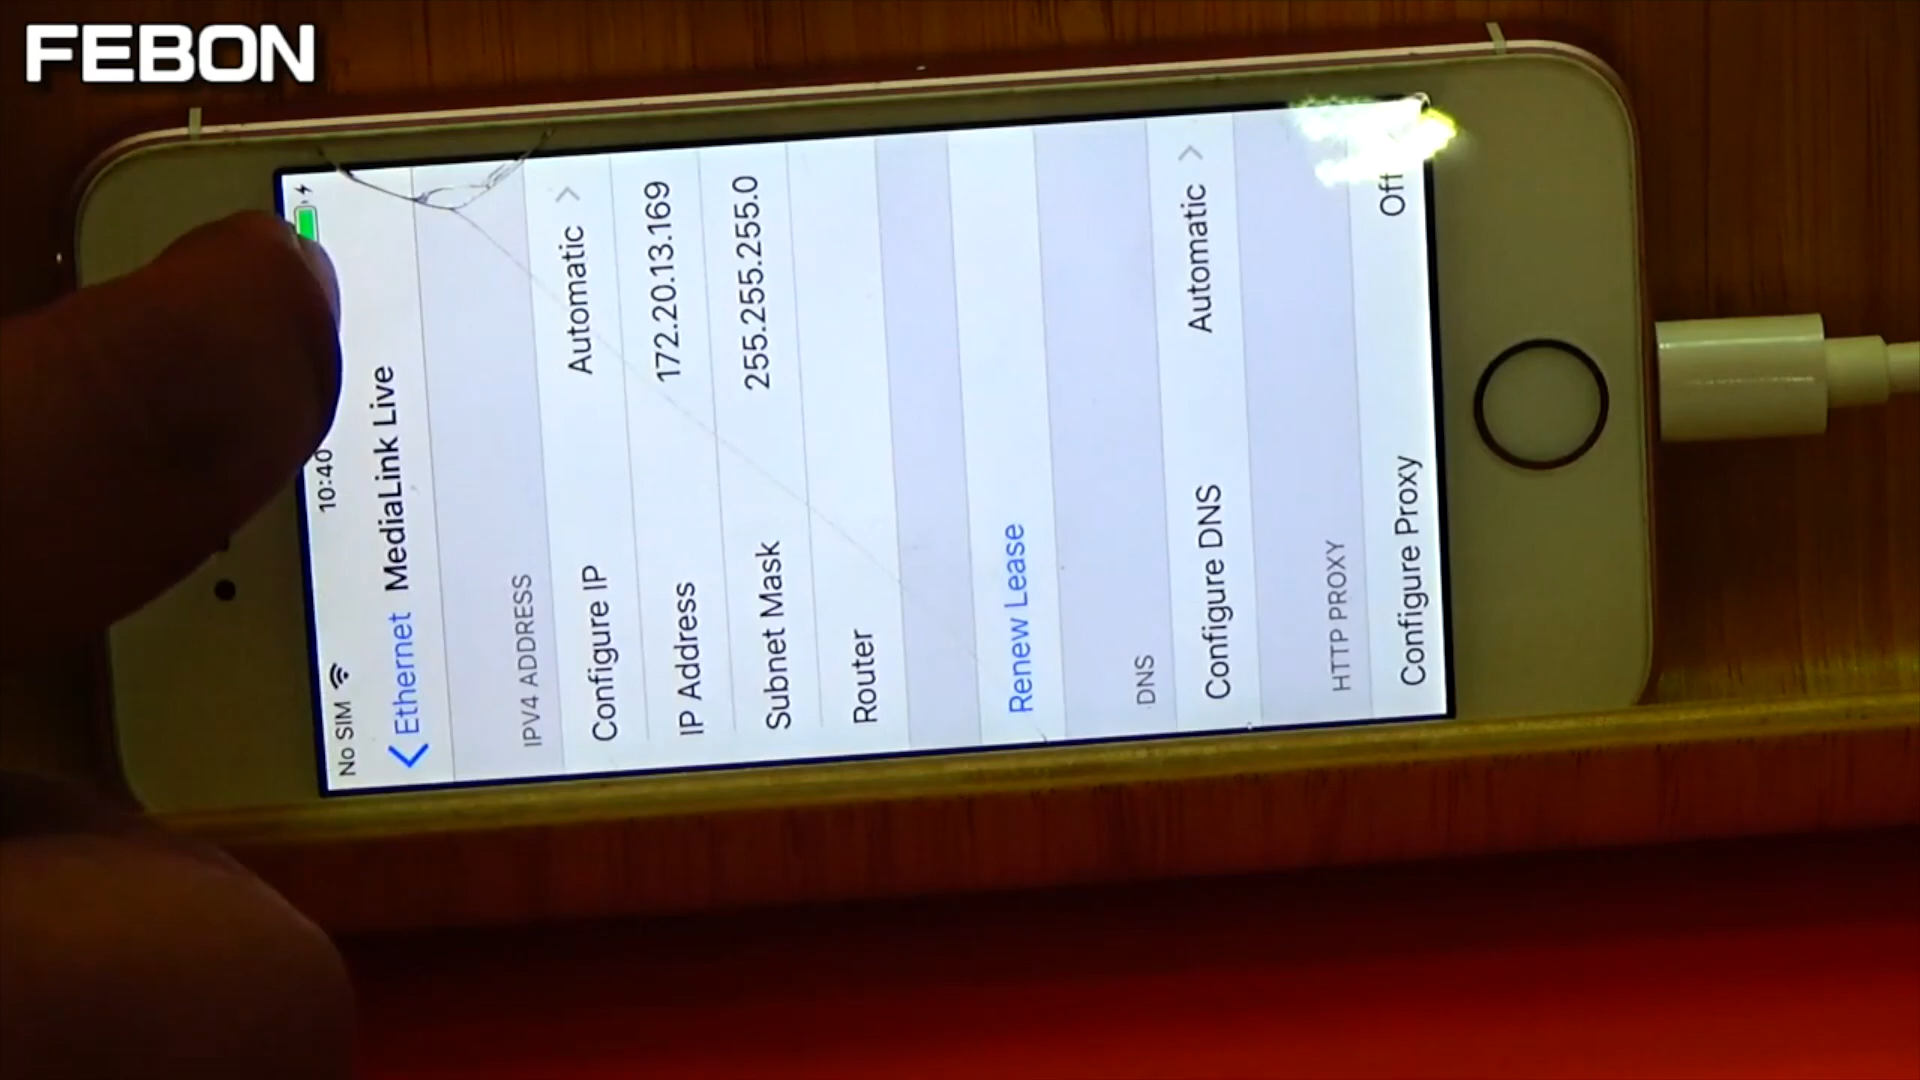 FEBON
No SIM 10:40
Ethernet MediaLink Live
IPV4 ADDRESS
Configure IP Automatic
IP Address 172.20.13.169
Subnet Mask 255.255.255.0
Router
Renew Lease
DNS
Configure DNS Automatic
HTTP PROXY
Configure Proxy Off